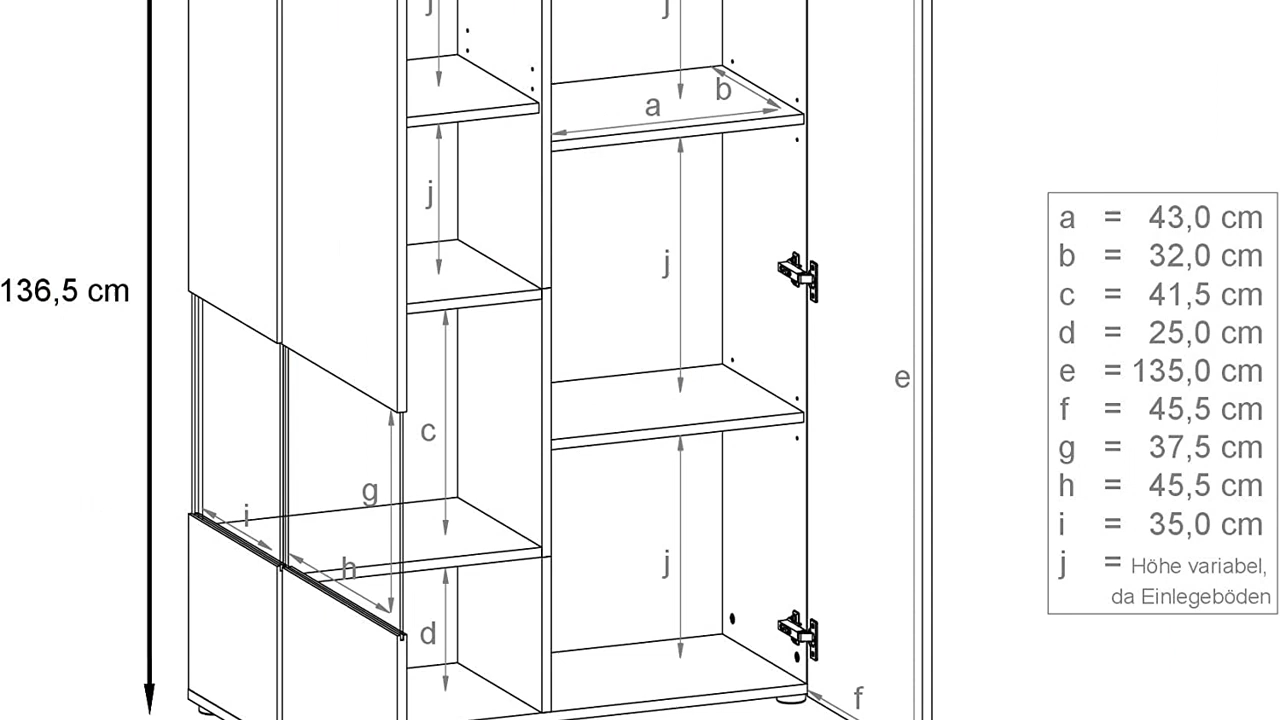 j
j
b
a
j
j
136,5 cm
e
c
g
i
h
j
d
f
a = 43,0 cm
b = 32,0 cm
c = 41,5 cm
d = 25,0 cm
e = 135,0 cm
f = 45,5 cm
g = 37,5 cm
h = 45,5 cm
i = 35,0 cm
j = Höhe variabel,
da Einlegeböden